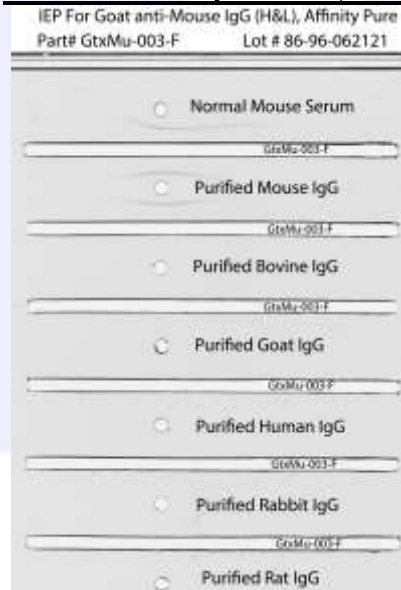 IEP For Goat anti-Mouse IgG (H&L), Affinity Pure
Part# GtxMu-003-F Lot # 86-96-062121
Normal Mouse Serum
GtxMu-003-F
Purified Mouse IgG
GtxMu-003-F
Purified Bovine IgG
GtxMu-003-F
Purified Goat IgG
GtxMu-003-F
Purified Human IgG
GtxMu-003-F
Purified Rabbit IgG
GtxMu-003-F
Purified Rat IgG